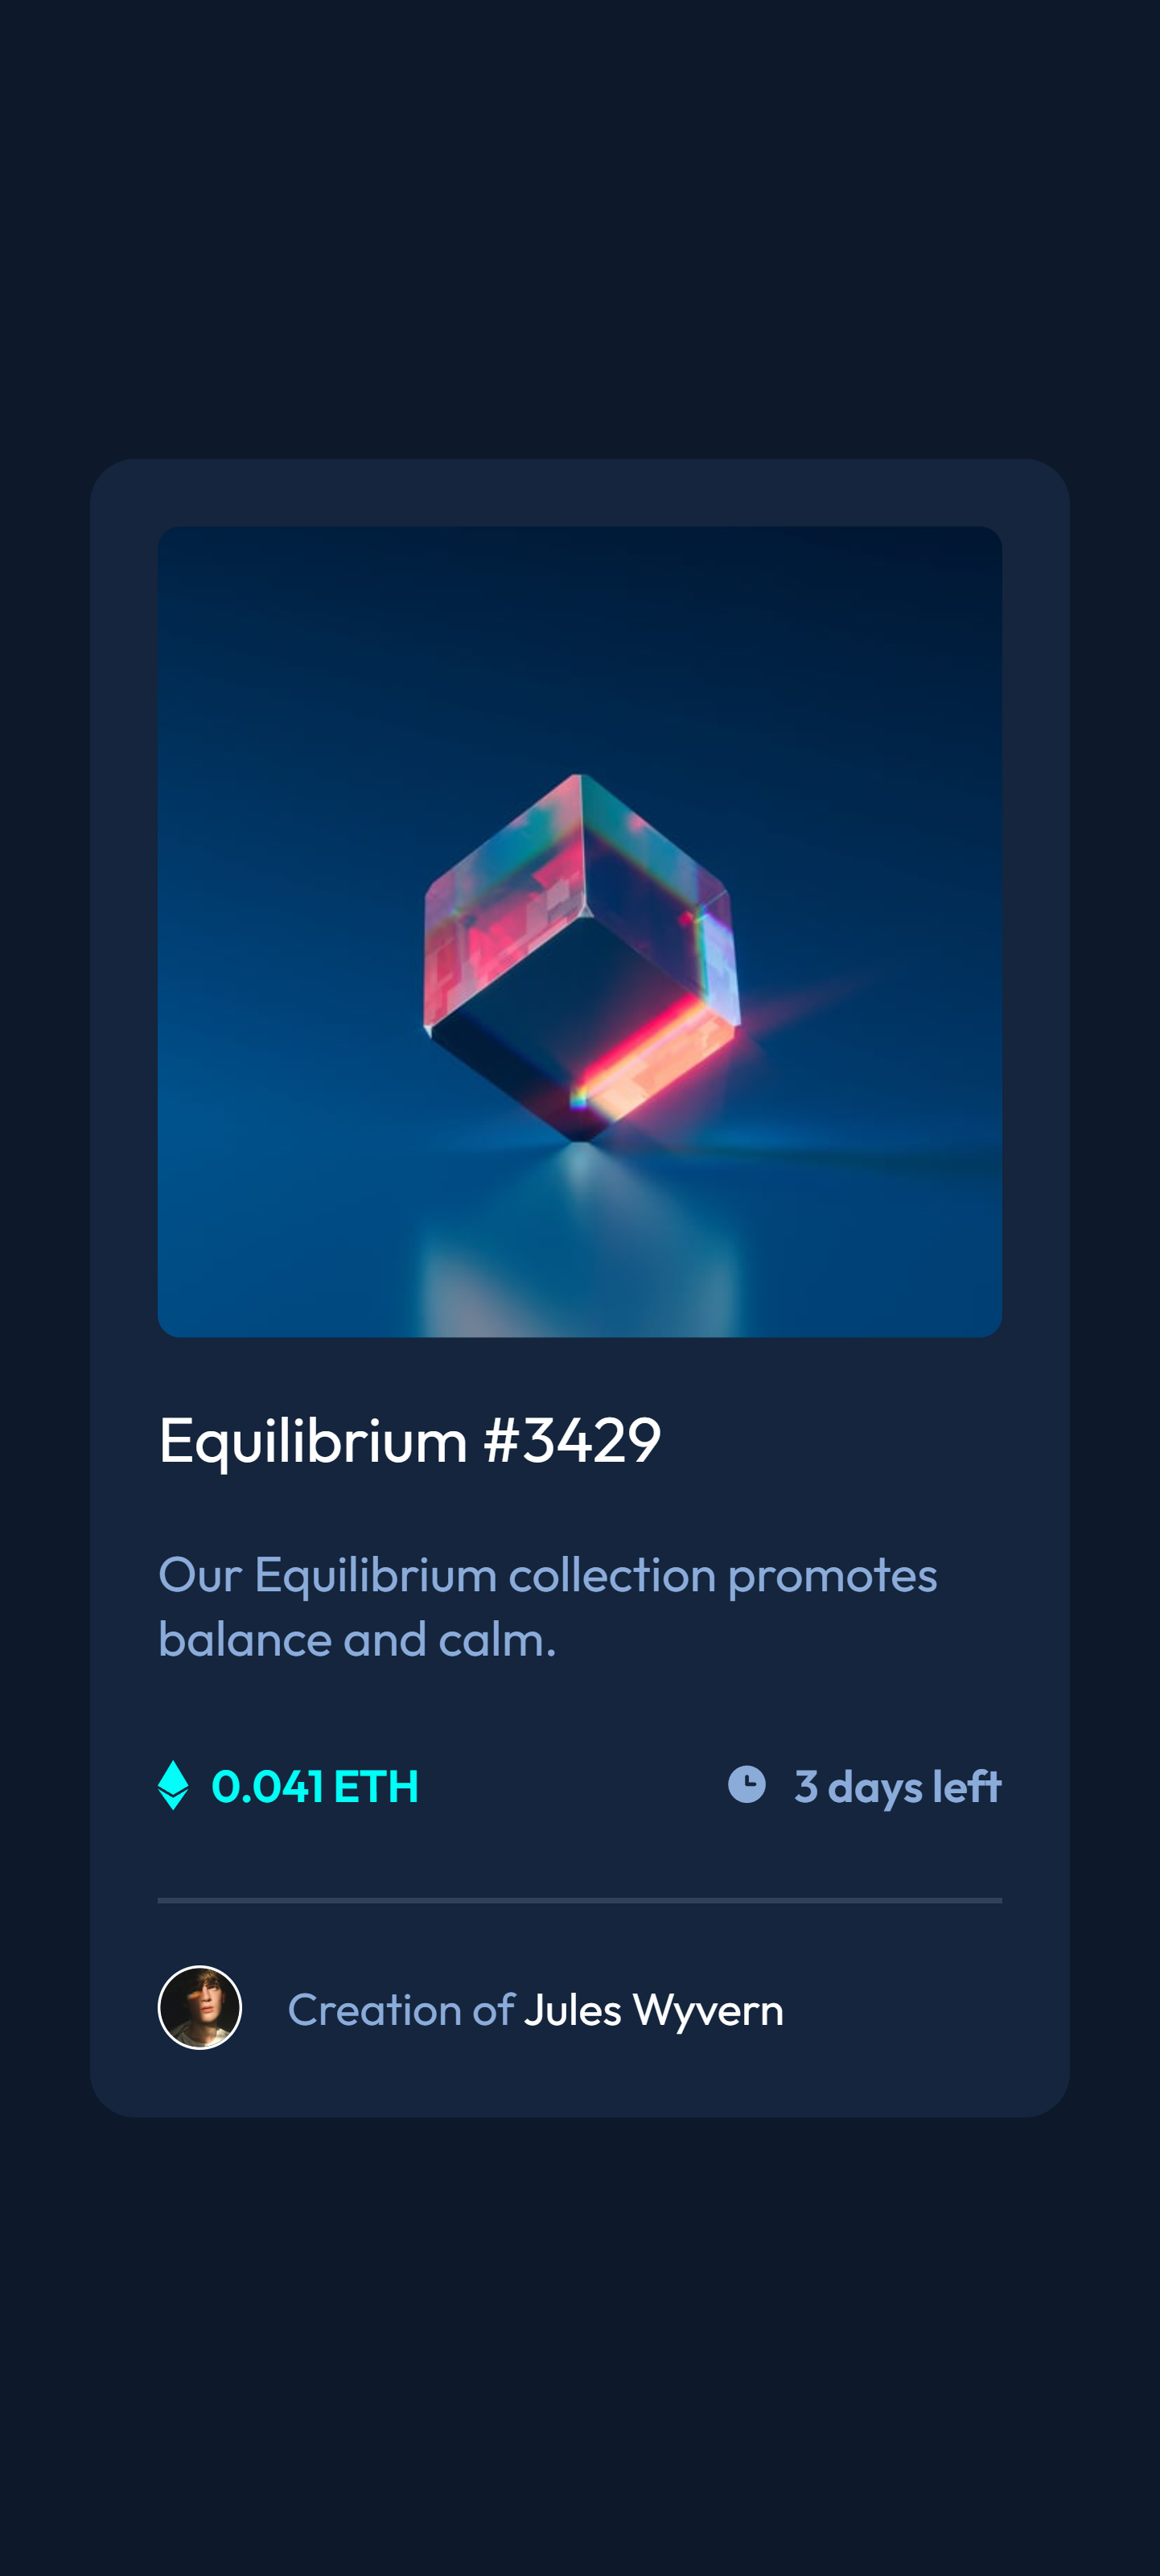 Equilibrium #3429
Our Equilibrium collection promotes
balance and calm.
0.041 ETH
3 days left
Creation of Jules Wyvern